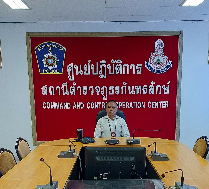 ศูนย์ปฏิบัติการ
สถานีตำรวจภูธรกันทรลักษ์
COMMAND AND CONTROL OPERATION CENTER